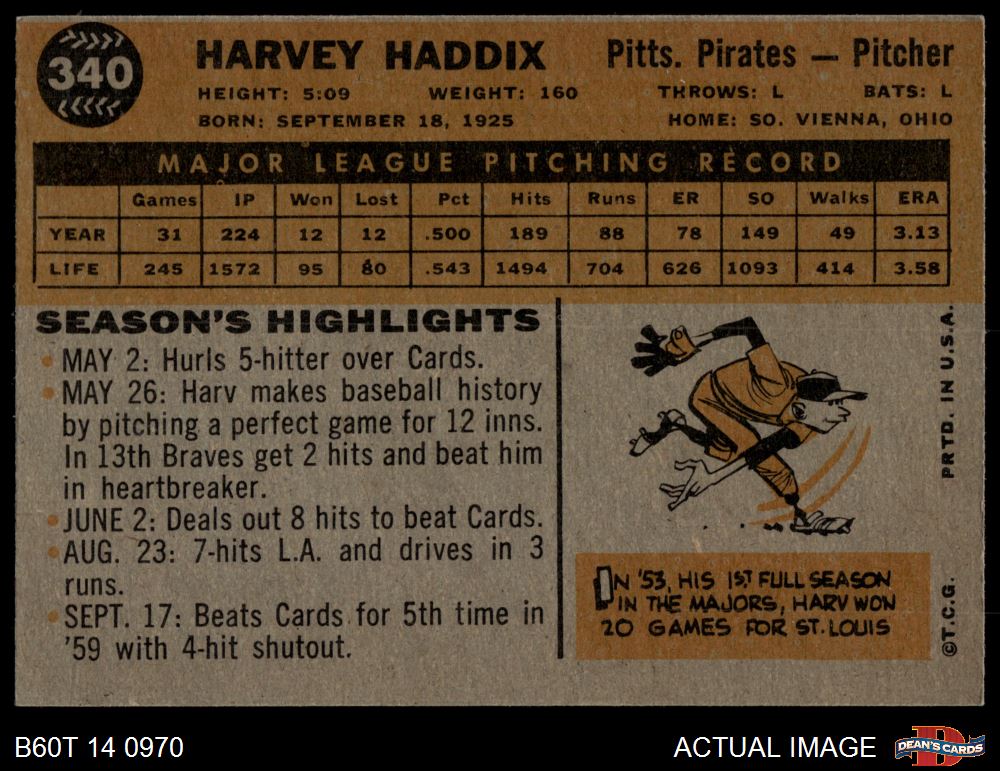 340
HARVEY HADDIX
Pitts. Pirates — Pitcher
HEIGHT: 5:09 WEIGHT: 160 THROWS: L BATS: L
BORN: SEPTEMBER 18, 1925 HOME: SO. VIENNA, OHIO
MAJOR LEAGUE PITCHING RECORD
Games IP Won Lost Pct Hits Runs ER SO Walks ERA
YEAR 31 224 12 12 .500 189 88 78 149 49 3.13
LIFE 245 1572 95 80 .543 1494 704 626 1093 414 3.58
SEASON'S HIGHLIGHTS
• MAY 2: Hurls 5-hitter over Cards.
• MAY 26: Harv makes baseball history
by pitching a perfect game for 12 inns.
In 13th Braves get 2 hits and beat him
in heartbreaker.
• JUNE 2: Deals out 8 hits to beat Cards.
• AUG. 23: 7-hits L.A. and drives in 3
runs.
• SEPT. 17: Beats Cards for 5th time in
'59 with 4-hit shutout.
IN '53, HIS 1ST FULL SEASON
IN THE MAJORS, HARV WON
20 GAMES FOR ST. LOUIS
©T.C.G. PRTD. IN U.S.A.
B60T 14 0970
ACTUAL IMAGE
D
DEAN'S CARDS